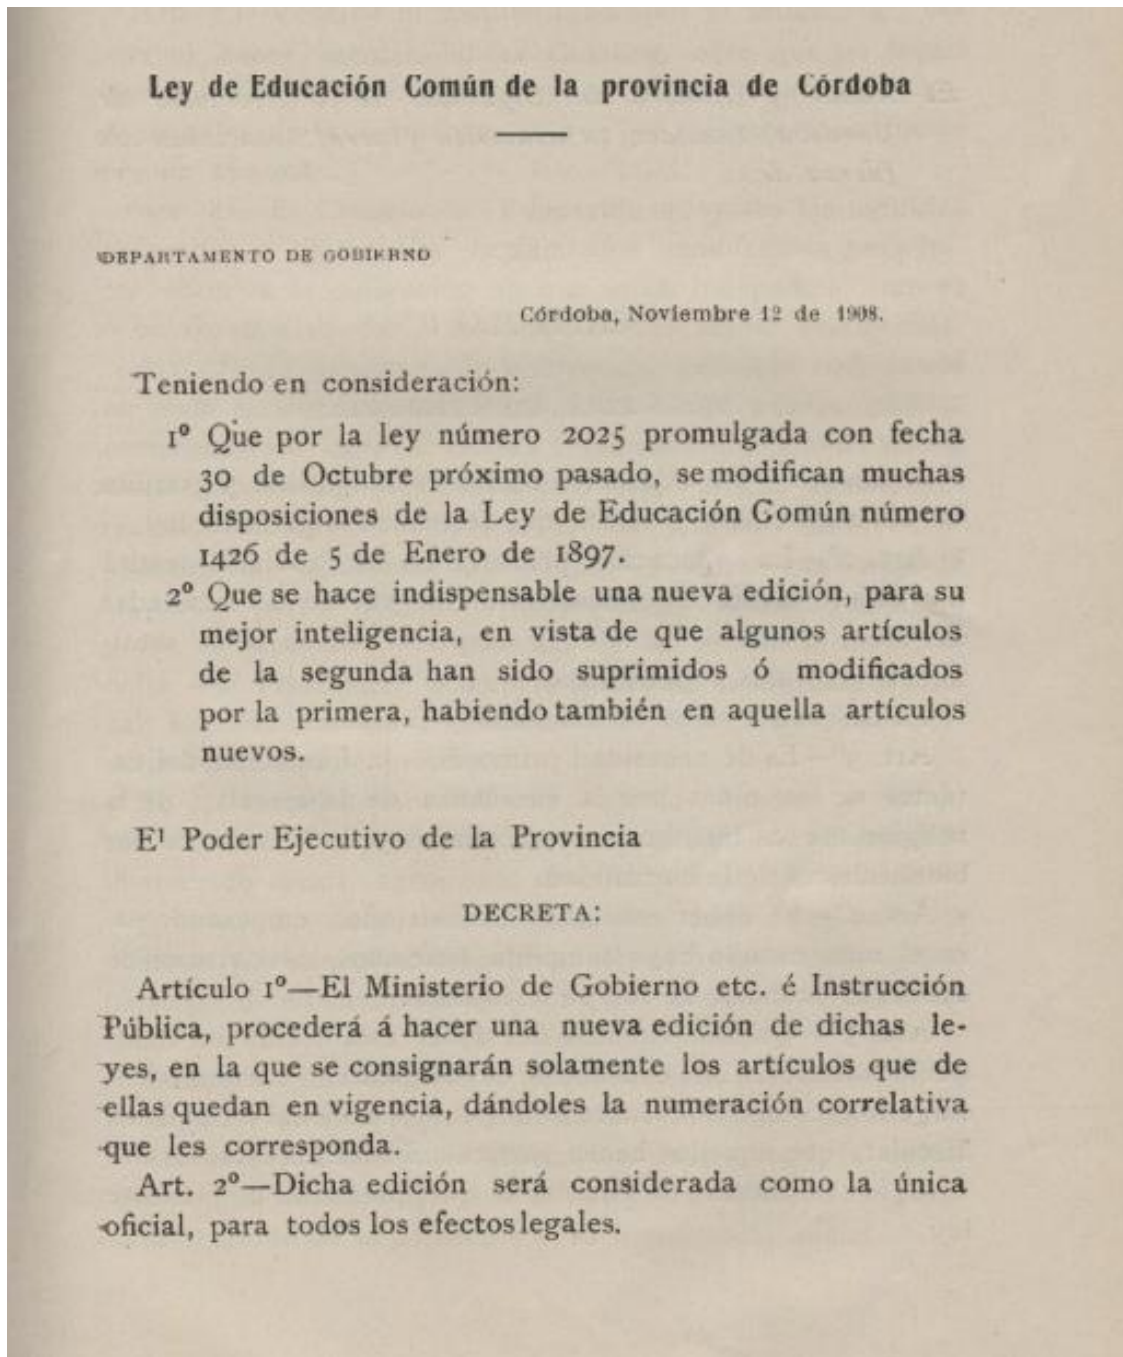 Ley de Educación Común de la provincia de Córdoba
DEPARTAMENTO DE GOBIERNO
Córdoba, Noviembre 12 de 1908.
Teniendo en consideración:
1º Que por la ley número 2025 promulgada con fecha
30 de Octubre próximo pasado, se modifican muchas
disposiciones de la Ley de Educación Común número
1426 de 5 de Enero de 1897.
2º Que se hace indispensable una nueva edición, para su
mejor inteligencia, en vista de que algunos artículos
de la segunda han sido suprimidos ó modificados
por la primera, habiendo también en aquella artículos
nuevos.
El Poder Ejecutivo de la Provincia
DECRETA:
Artículo 1º—El Ministerio de Gobierno etc. é Instrucción
Pública, procederá á hacer una nueva edición de dichas le-
yes, en la que se consignarán solamente los artículos que de
ellas quedan en vigencia, dándoles la numeración correlativa
que les corresponda.
Art. 2º—Dicha edición será considerada como la única
oficial, para todos los efectos legales.